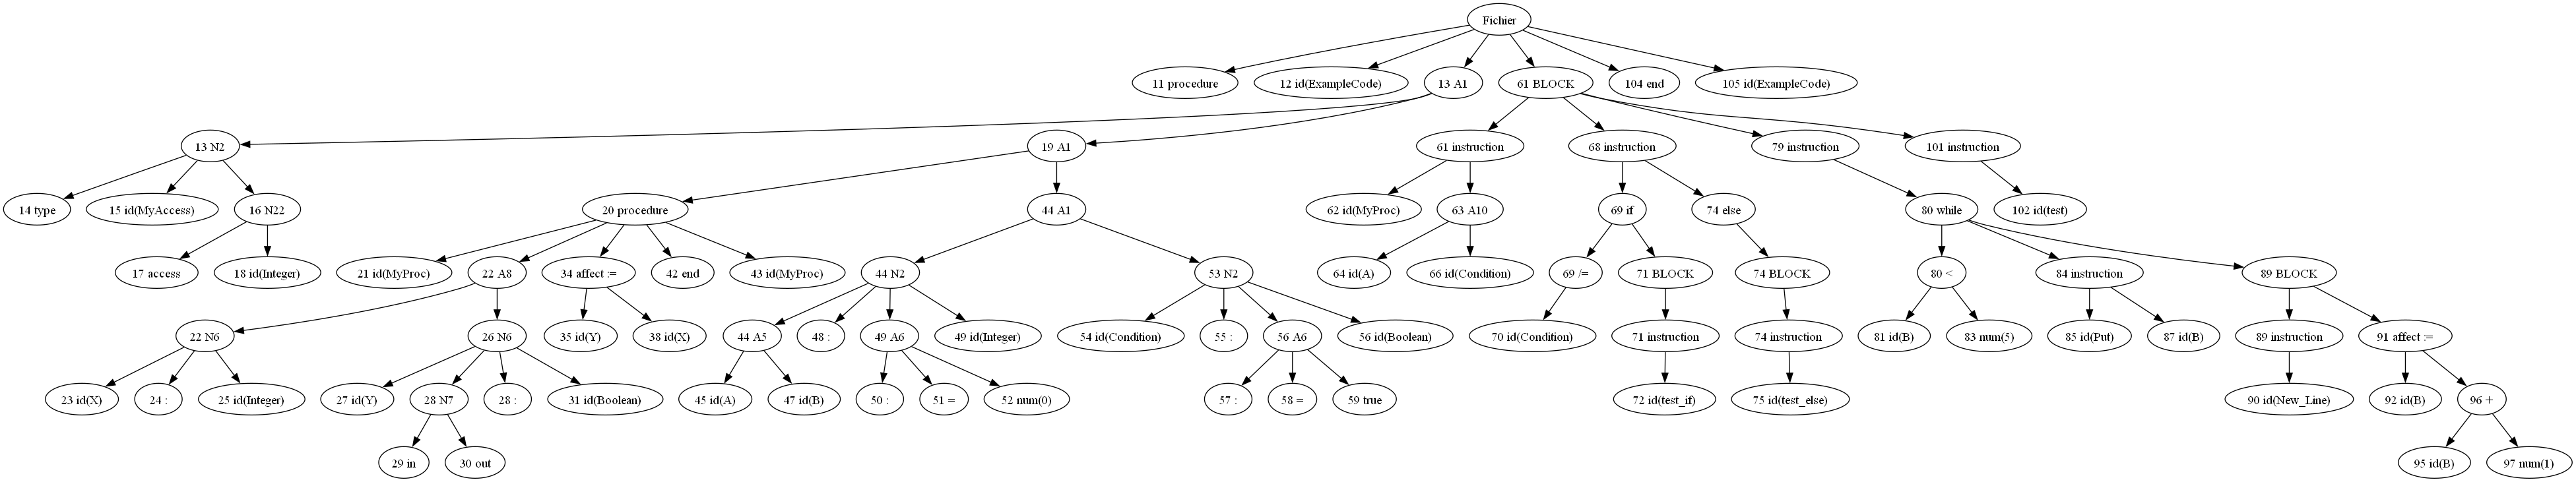 Fichier
11 procedure
12 id(ExampleCode)
13 A1
61 BLOCK
104 end
105 id(ExampleCode)
13 N2
19 A1
61 instruction
68 instruction
79 instruction
101 instruction
14 type
15 id(MyAccess)
16 N22
20 procedure
44 A1
62 id(MyProc)
63 A10
69 if
74 else
80 while
102 id(test)
17 access
18 id(Integer)
21 id(MyProc)
22 A8
34 affect :=
42 end
43 id(MyProc)
44 N2
53 N2
64 id(A)
66 id(Condition)
69 /=
71 BLOCK
74 BLOCK
80 <
84 instruction
89 BLOCK
22 N6
26 N6
35 id(Y)
38 id(X)
44 A5
48 :
49 A6
49 id(Integer)
54 id(Condition)
55 :
56 A6
56 id(Boolean)
70 id(Condition)
71 instruction
74 instruction
81 id(B)
83 num(5)
85 id(Put)
87 id(B)
89 instruction
91 affect :=
23 id(X)
24 :
25 id(Integer)
27 id(Y)
28 N7
28 :
31 id(Boolean)
45 id(A)
47 id(B)
50 :
51 =
52 num(0)
57 :
58 =
59 true
72 id(test_if)
75 id(test_else)
90 id(New_Line)
92 id(B)
96 +
29 in
30 out
95 id(B)
97 num(1)